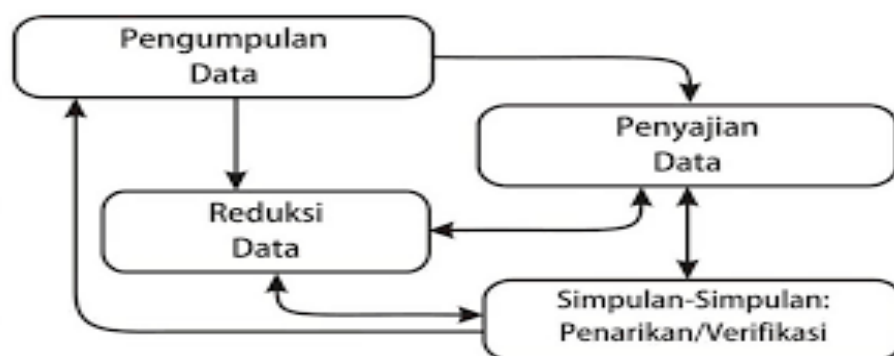 Pengumpulan
Data
Penyajian
Data
Reduksi
Data
Simpulan-Simpulan:
Penarikan/Verifikasi